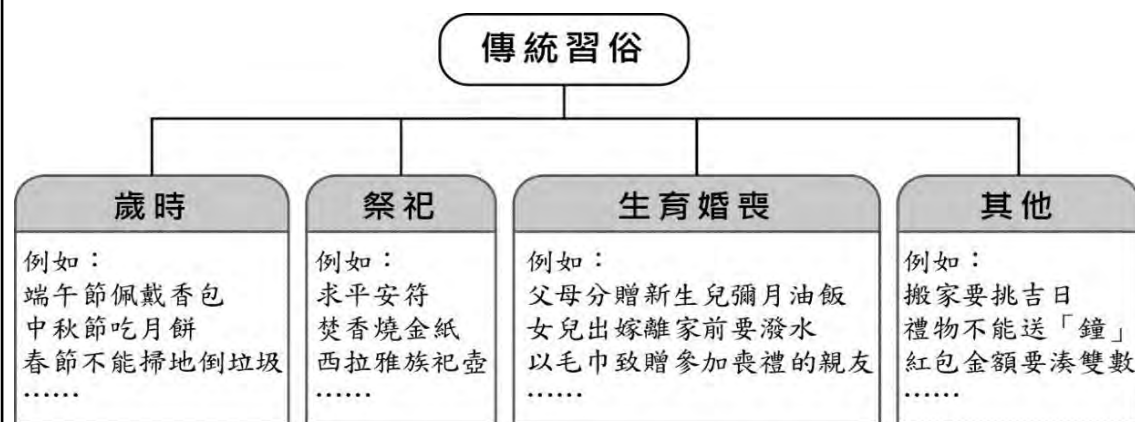 傳統習俗
歲時
例如：
端午節佩戴香包
中秋節吃月餅
春節不能掃地倒垃圾
……
祭祀
例如：
求平安符
焚香燒金紙
西拉雅族祀壺
……
生育婚喪
例如：
父母分贈新生兒彌月油飯
女兒出嫁離家前要潑水
以毛巾致贈參加喪禮的親友
……
其他
例如：
搬家要挑吉日
禮物不能送「鐘」
紅包金額要湊雙數
……